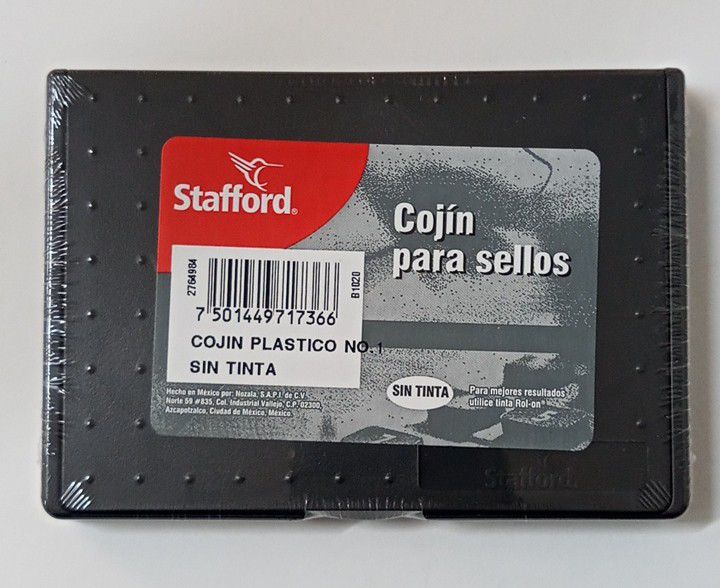 Stafford®
Cojín
para sellos
2764984
B1020
7 501449 717366
COJIN PLASTICO NO.1
SIN TINTA
SIN TINTA
Para mejores resultados
utilice tinta Rol-on®
Hecho en México por: Nozala, S.A.P.I. de C.V.
Norte 59 #835, Col. Industrial Vallejo, C.P. 02300,
Azcapotzalco, Ciudad de México, México.
Stafford